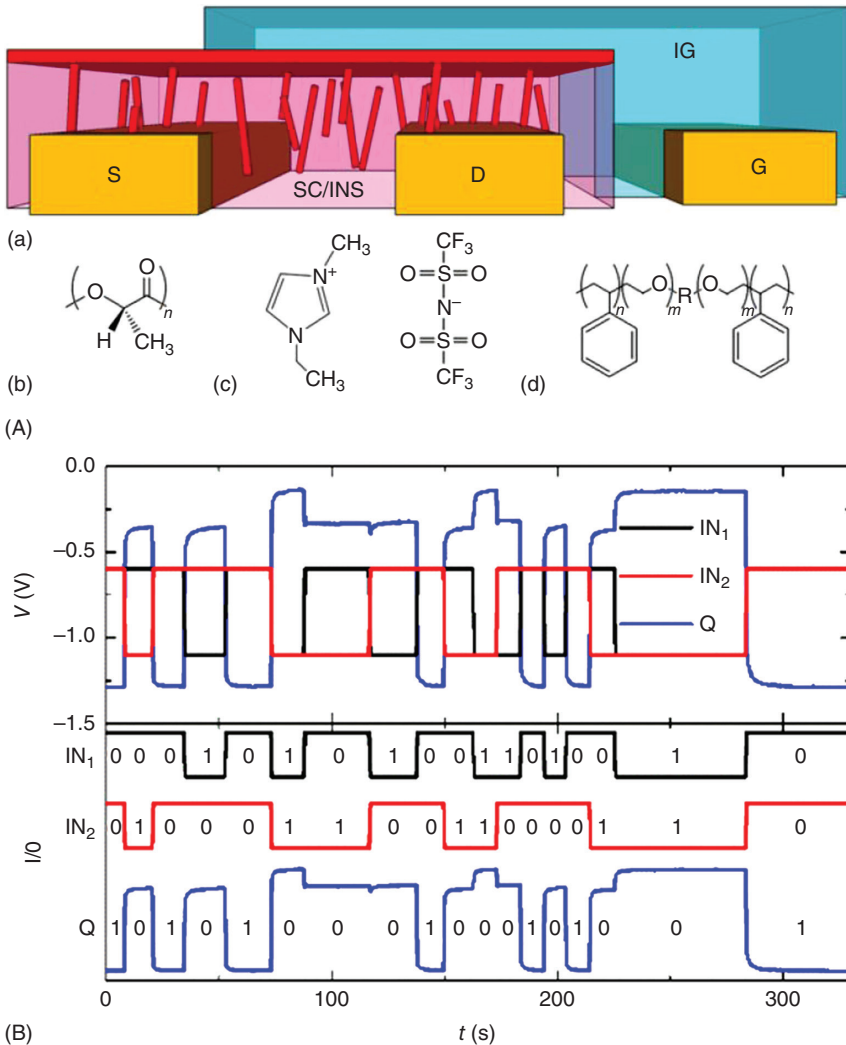 IG
S
SC/INS
D
G
(a)
O
O
n
H
CH3
(b)
CH3
N+
N
CH3
CF3
O=S=O
N−
O=S=O
CF3
(c)
n
O
m
R
O
m
n
(d)
(A)
0.0
−0.5
−1.0
−1.5
V (V)
IN1
IN2
Q
IN1 0 0 0 1 0 1 0 1 0 0 1 1 0 1 0 0 1 0
IN2 0 1 0 0 0 1 1 0 0 1 1 0 0 0 0 1 1 0
Q 1 0 1 0 1 0 0 0 1 0 0 0 1 0 1 0 0 1
I/0
0 100 200 300
t (s)
(B)